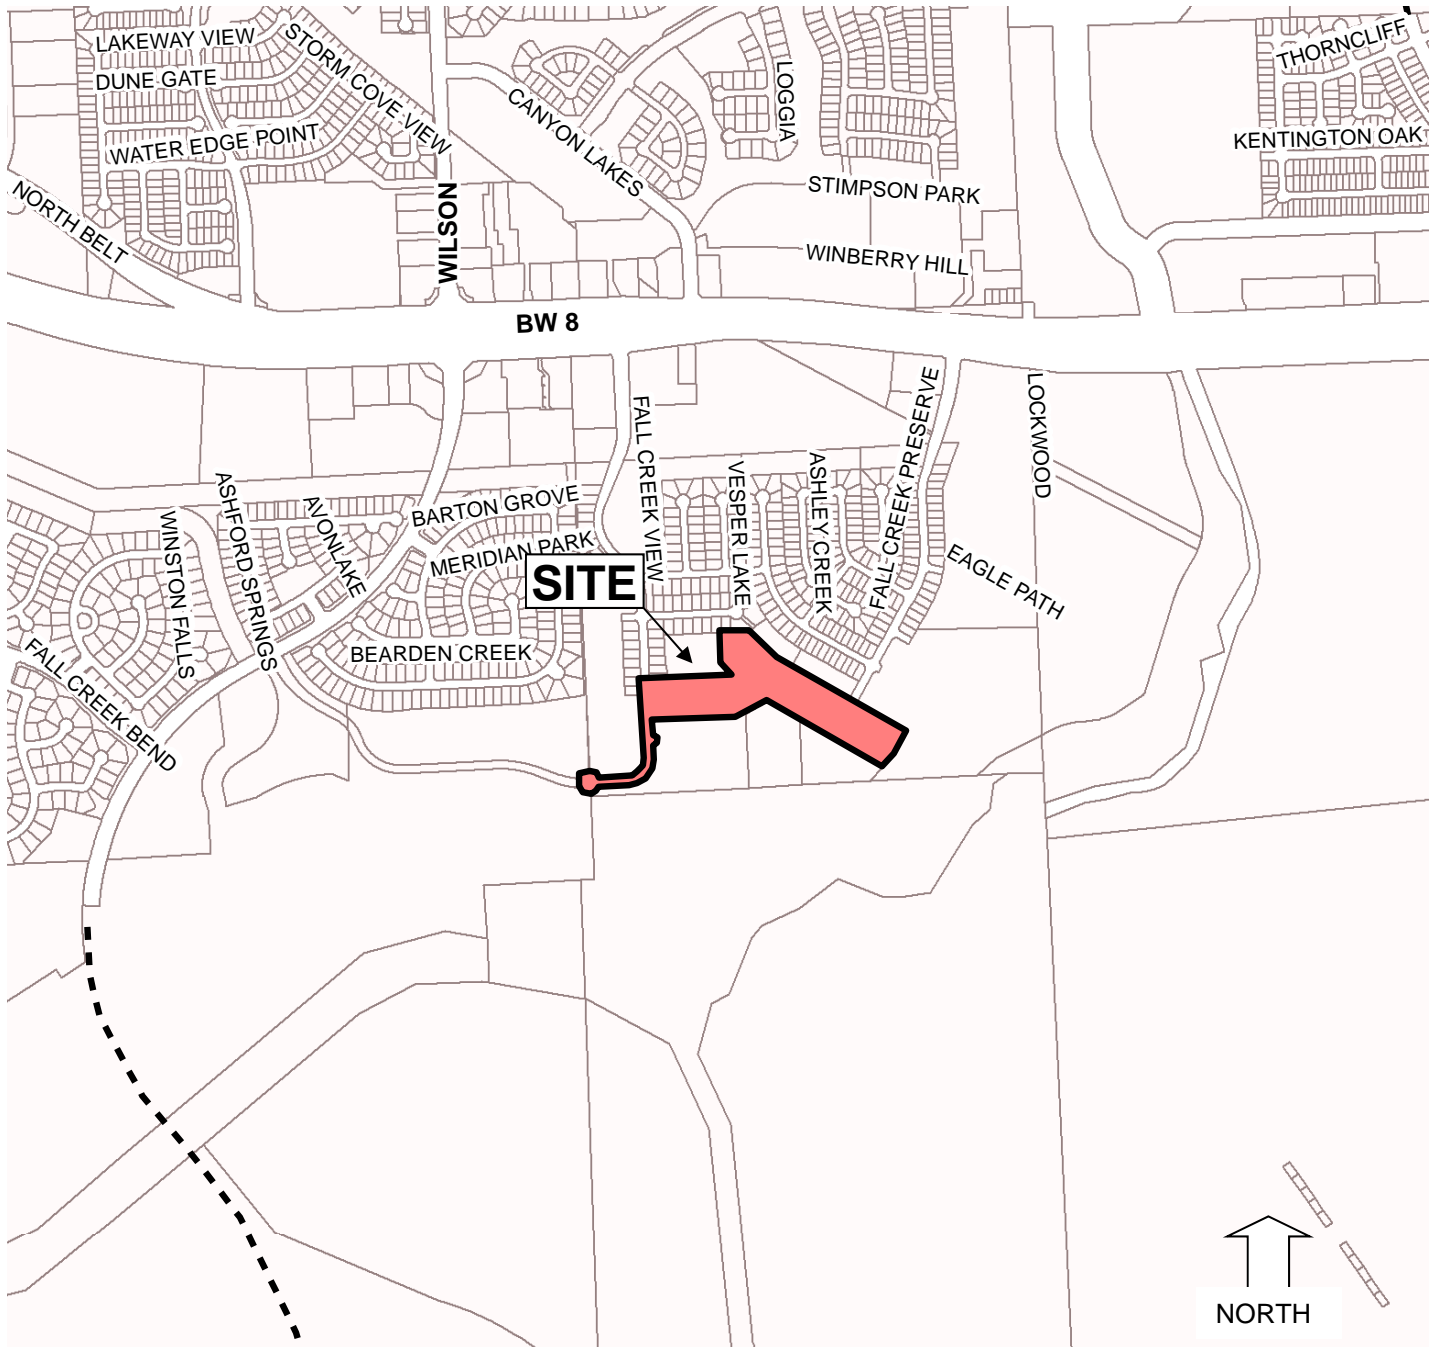 LAKEWAY VIEW
STORM COVE VIEW
THORNCLIFF
DUNE GATE
LOGGIA
CANYON LAKES
WATER EDGE POINT
KENTINGTON OAK
NORTH BELT
WILSON
STIMPSON PARK
WINBERRY HILL
BW 8
FALL CREEK PRESERVE
LOCKWOOD
FALL CREEK VIEW
VESPER LAKE
ASHLEY CREEK
ASHFORD SPRINGS
AVONLAKE
BARTON GROVE
WINSTON FALLS
MERIDIAN PARK
EAGLE PATH
SITE
BEARDEN CREEK
FALL CREEK BEND
NORTH